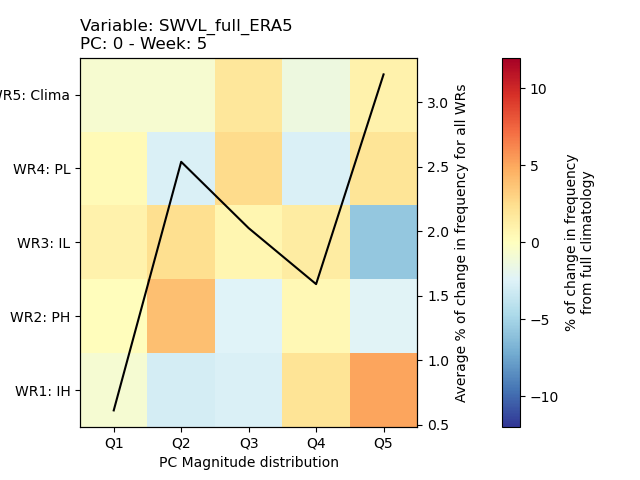 Variable: SWVL_full_ERA5
PC: 0 - Week: 5
R5: Clima
WR4: PL
WR3: IL
WR2: PH
WR1: IH
Q1 Q2 Q3 Q4 Q5
PC Magnitude distribution
3.0
2.5
2.0
1.5
1.0
0.5
Average % of change in frequency for all WRs
10
5
0
−5
−10
% of change in frequency
from full climatology